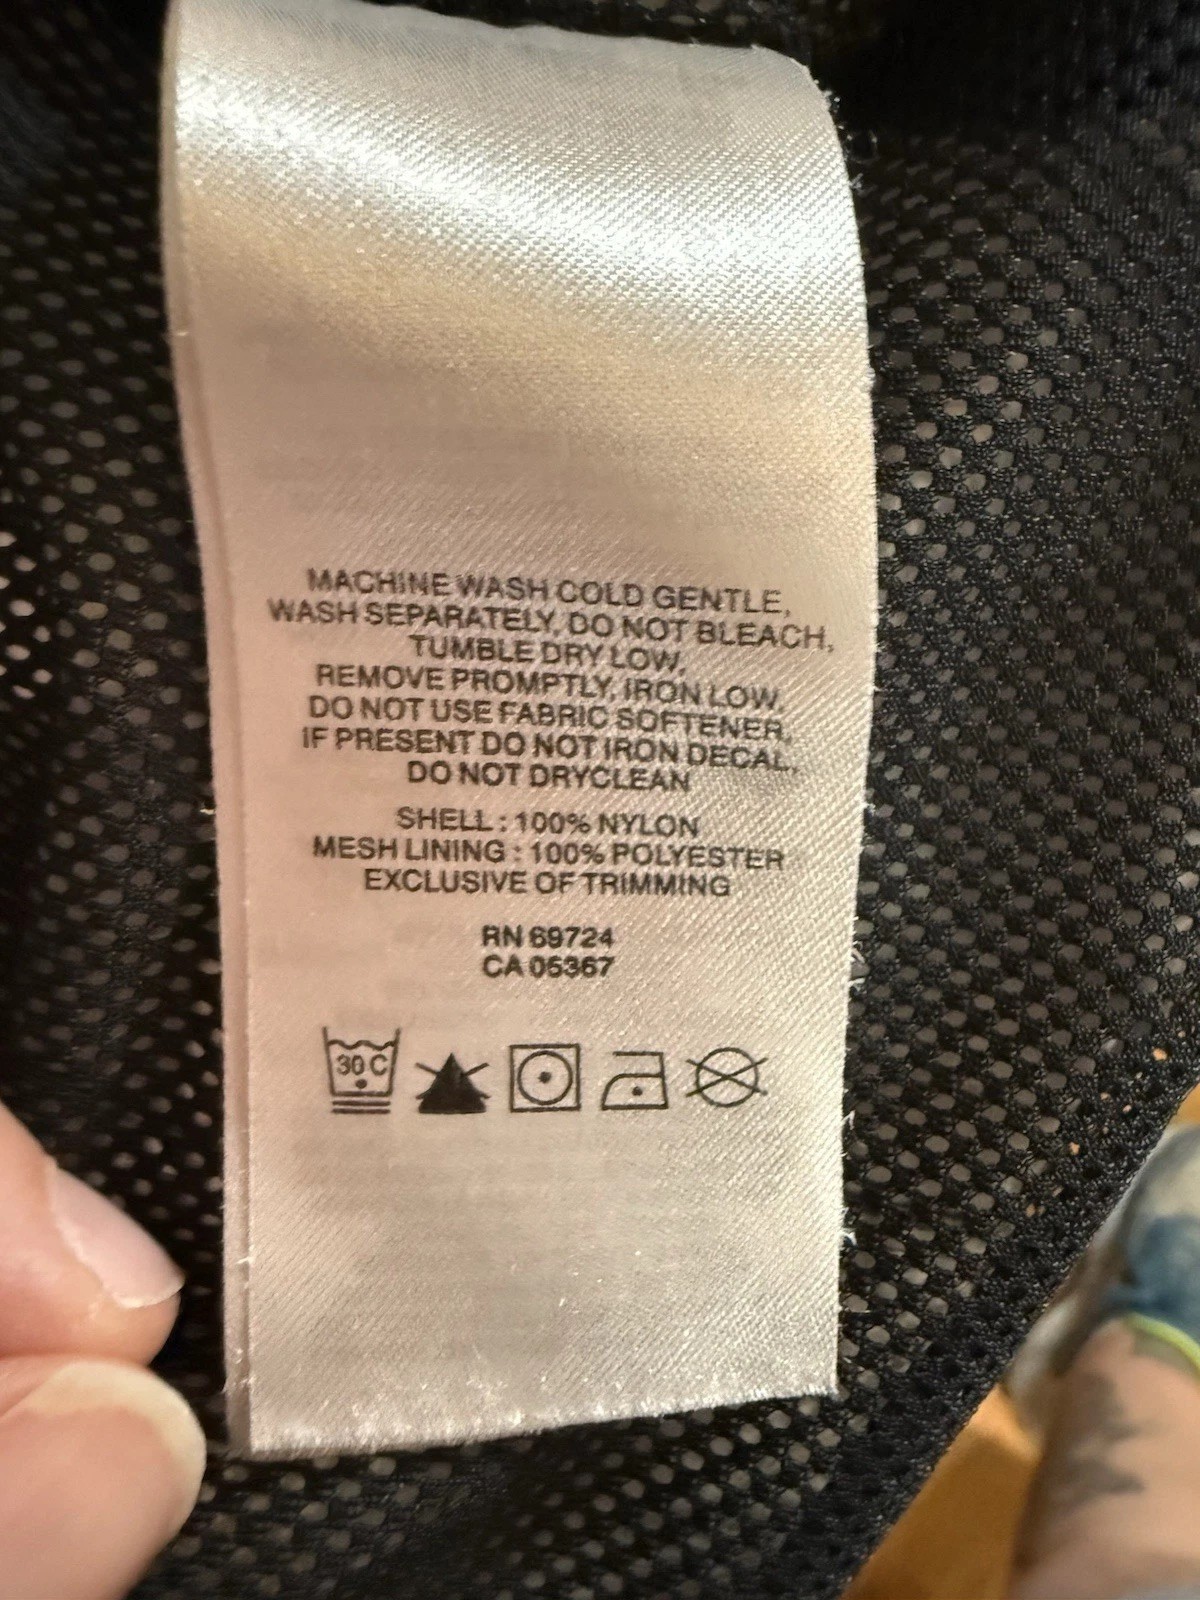 MACHINE WASH COLD GENTLE,
WASH SEPARATELY, DO NOT BLEACH,
TUMBLE DRY LOW,
REMOVE PROMPTLY, IRON LOW,
DO NOT USE FABRIC SOFTENER,
IF PRESENT DO NOT IRON DECAL,
DO NOT DRYCLEAN
SHELL : 100% NYLON
MESH LINING : 100% POLYESTER
EXCLUSIVE OF TRIMMING
RN 69724
CA 05367
30 C